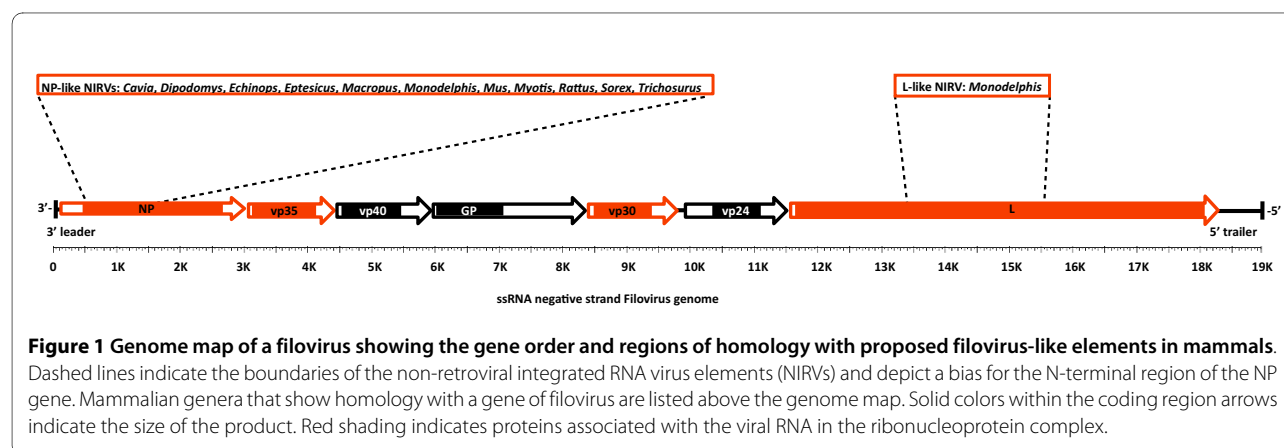 NP-like NIRVs: Cavia, Dipodomys, Echinops, Eptesicus, Macropus, Monodelphis, Mus, Myotis, Rattus, Sorex, Trichosurus
L-like NIRV: Monodelphis
3’- NP vp35 vp40 GP vp30 vp24 L -5’
3’ leader 5’ trailer
0 1K 2K 3K 4K 5K 6K 7K 8K 9K 10K 11K 12K 13K 14K 15K 16K 17K 18K 19K
ssRNA negative strand Filovirus genome
Figure 1 Genome map of a filovirus showing the gene order and regions of homology with proposed filovirus-like elements in mammals.
Dashed lines indicate the boundaries of the non-retroviral integrated RNA virus elements (NIRVs) and depict a bias for the N-terminal region of the NP
gene. Mammalian genera that show homology with a gene of filovirus are listed above the genome map. Solid colors within the coding region arrows
indicate the size of the product. Red shading indicates proteins associated with the viral RNA in the ribonucleoprotein complex.